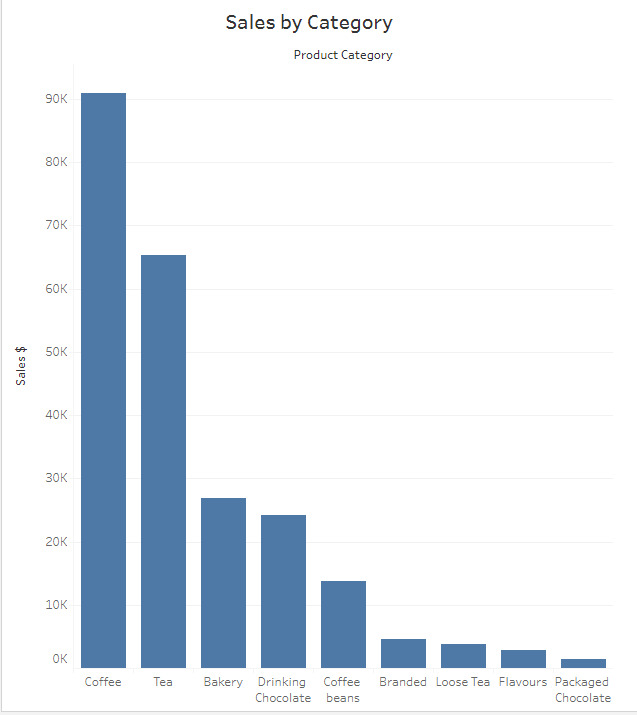 Sales by Category
Product Category
90K
80K
70K
60K
50K
40K
30K
20K
10K
0K
Sales $
Coffee
Tea
Bakery
Drinking
Chocolate
Coffee
beans
Branded
Loose Tea
Flavours
Packaged
Chocolate